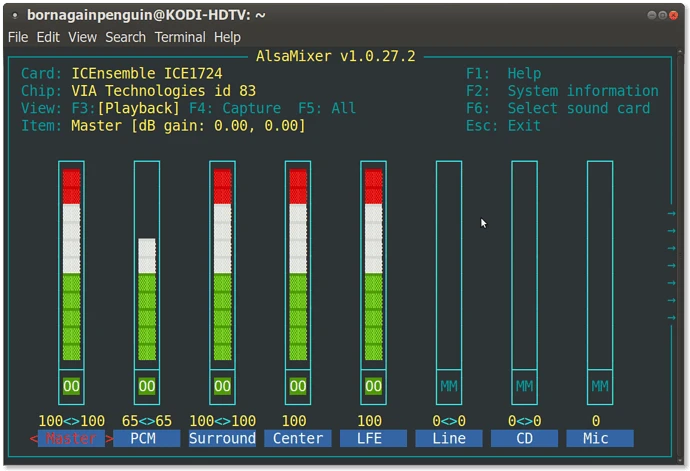 bornagainpenguin@KODI-HDTV: ~
File Edit View Search Terminal Help
AlsaMixer v1.0.27.2
Card: ICEnsemble ICE1724 F1: Help
Chip: VIA Technologies id 83 F2: System information
View: F3:[Playback] F4: Capture F5: All F6: Select sound card
Item: Master [dB gain: 0.00, 0.00] Esc: Exit
OO OO OO OO OO MM MM MM
100<>100 65<>65 100<>100 100 100 0<>0 0<>0 0
< Master > PCM Surround Center LFE Line CD Mic